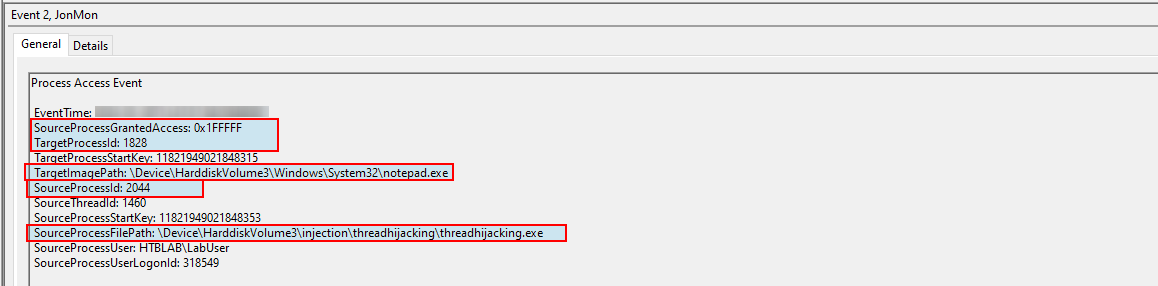 Event 2, JonMon
General Details
Process Access Event
EventTime:
SourceProcessGrantedAccess: 0x1FFFFF
TargetProcessId: 1828
TargetProcessStartKey: 11821949021848315
TargetImagePath: \Device\HarddiskVolume3\Windows\System32\notepad.exe
SourceProcessId: 2044
SourceThreadId: 1460
SourceProcessStartKey: 11821949021848353
SourceProcessFilePath: \Device\HarddiskVolume3\injection\threadhijacking\threadhijacking.exe
SourceProcessUser: HTBLAB\LabUser
SourceProcessUserLogonId: 318549